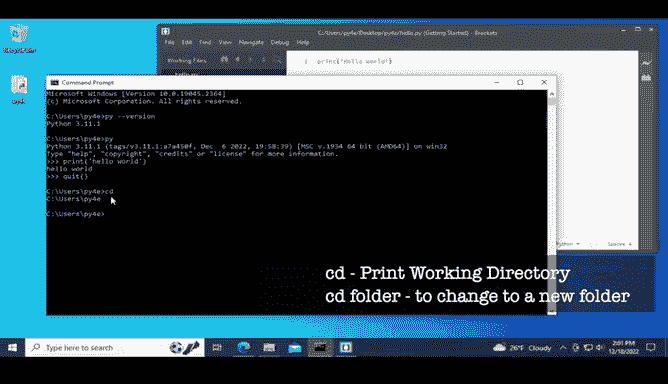 Recycle Bin
py4e
C:/Users/py4e/Desktop/py4e/hello.py (Getting Started) - Brackets
File Edit Find View Navigate Debug Help
Working Files
1 print('Hello world')
Command Prompt
Microsoft Windows [Version 10.0.19045.2364]
(c) Microsoft Corporation. All rights reserved.
C:\Users\py4e>py --version
Python 3.11.1
C:\Users\py4e>py
Python 3.11.1 (tags/v3.11.1:a7a450f, Dec  6 2022, 19:58:39) [MSC v.1934 64 bit (AMD64)] on win32
Type "help", "copyright", "credits" or "license" for more information.
>>> print('hello world')
hello world
>>> quit()
C:\Users\py4e>cd
C:\Users\py4e
C:\Users\py4e>
Python
Spaces: 4
cd - Print Working Directory
cd folder - to change to a new folder
Type here to search
26°F Cloudy
2:01 PM
12/18/2022